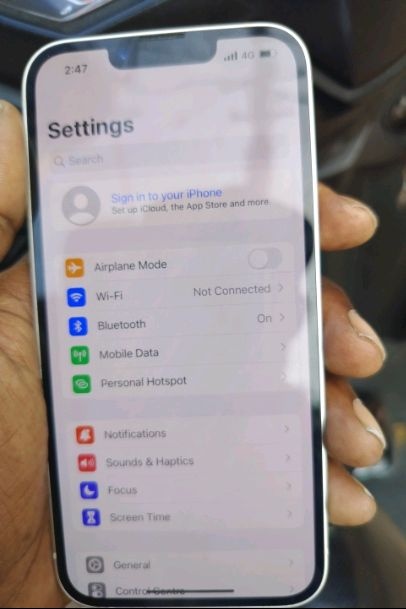 2:47
4G
Settings
Search
Sign in to your iPhone
Set up iCloud, the App Store and more.
Airplane Mode
Wi-Fi Not Connected
Bluetooth On
Mobile Data
Personal Hotspot
Notifications
Sounds & Haptics
Focus
Screen Time
General
Control Centre